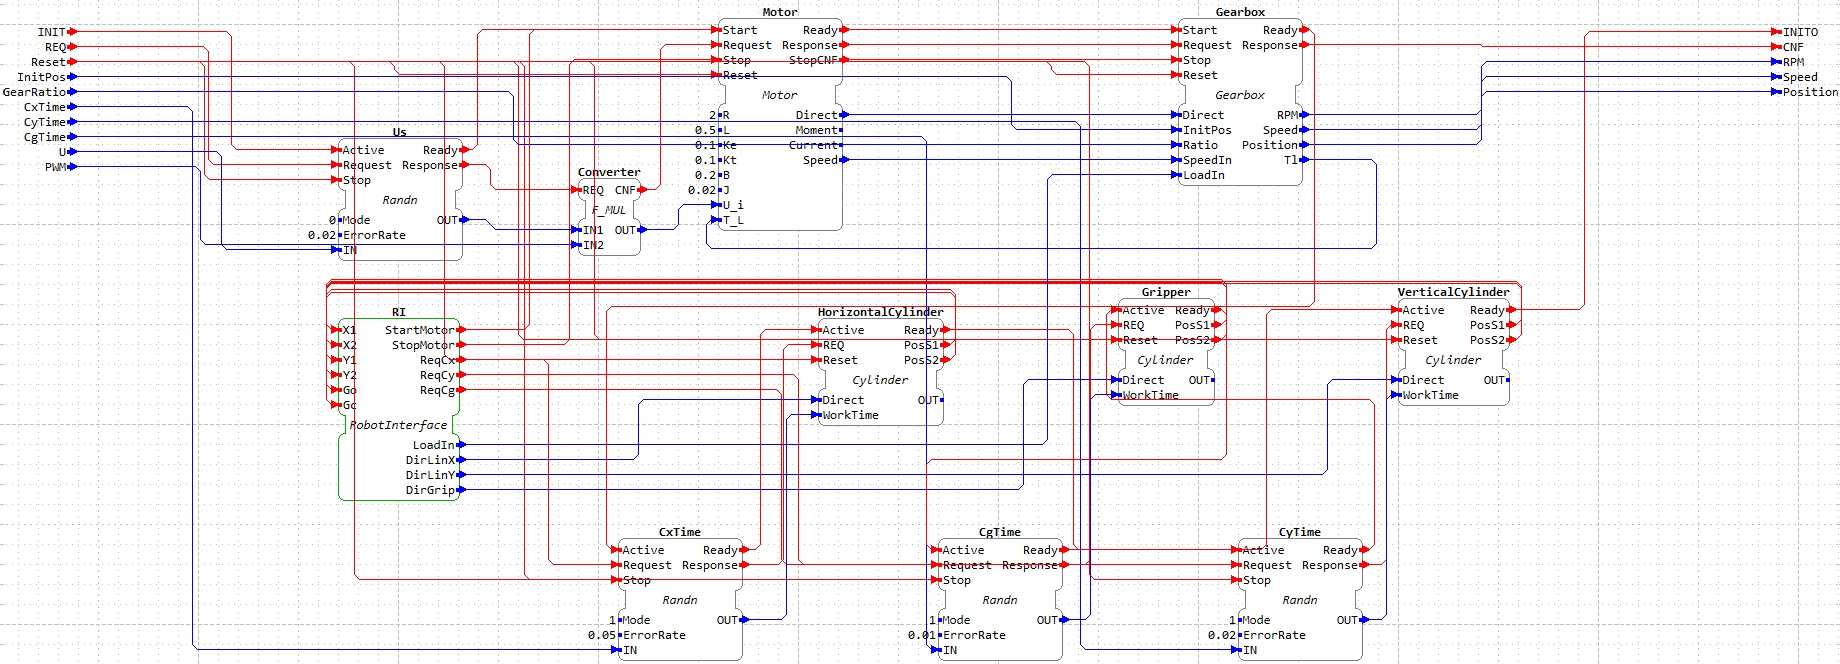 INIT
REQ
Reset
InitPos
GearRatio
CxTime
CyTime
CgTime
U
PWM
Us
Active Ready
Request Response
Stop
Randn
0 Mode OUT
0.02 ErrorRate
IN
Converter
REQ CNF
F_MUL
IN1 OUT
IN2
Motor
Start Ready
Request Response
Stop StopCNF
Reset
Motor
2 R Direct
0.5 L Moment
0.1 Ke Current
0.1 Kt Speed
0.2 B
0.02 J
U_i
T_L
Gearbox
Start Ready
Request Response
Stop
Reset
Gearbox
Direct RPM
InitPos Speed
Ratio Position
SpeedIn Tl
LoadIn
INITO
CNF
RPM
Speed
Position
RI
X1 StartMotor
X2 StopMotor
Y1 ReqCx
Y2 ReqCy
Go ReqCg
Gc
RobotInterface
LoadIn
DirLinX
DirLinY
DirGrip
HorizontalCylinder
Active Ready
REQ PosS1
Reset PosS2
Cylinder
Direct OUT
WorkTime
Gripper
Active Ready
REQ PosS1
Reset PosS2
Cylinder
Direct OUT
WorkTime
VerticalCylinder
Active Ready
REQ PosS1
Reset PosS2
Cylinder
Direct OUT
WorkTime
CxTime
Active Ready
Request Response
Stop
Randn
1 Mode OUT
0.05 ErrorRate
IN
CgTime
Active Ready
Request Response
Stop
Randn
1 Mode OUT
0.01 ErrorRate
IN
CyTime
Active Ready
Request Response
Stop
Randn
1 Mode OUT
0.02 ErrorRate
IN